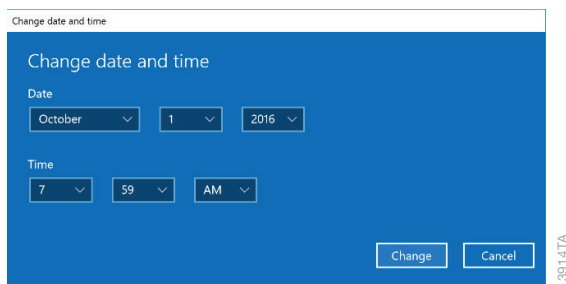 Change date and time
Change date and time
Date
October 1 2016
Time
7 59 AM
Change Cancel
3914TA